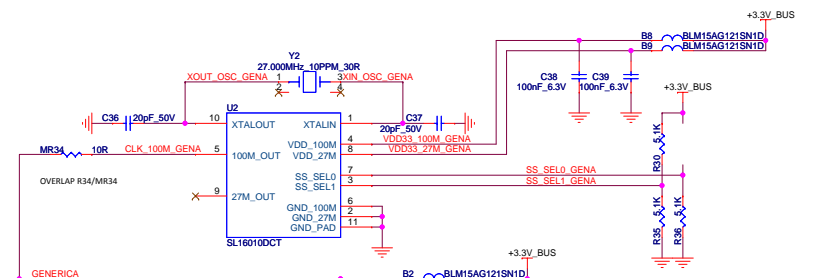 +3.3V_BUS
B8 BLM15AG121SN1D
B9 BLM15AG121SN1D
Y2
27.000MHz_10PPM_30R
XOUT_OSC_GENA 1 3 XIN_OSC_GENA
2 4
C38 C39
100nF_6.3V 100nF_6.3V
+3.3V_BUS
U2
C36 20pF_50V 10 XTALOUT XTALIN 1 C37
20pF_50V
VDD_100M 4 VDD33_100M_GENA
MR34 10R CLK_100M_GENA 5 100M_OUT VDD_27M 8 VDD33_27M_GENA
R30 5.1K
OVERLAP R34/MR34
SS_SEL0 7 SS_SEL0_GENA
SS_SEL1 3 SS_SEL1_GENA
9 27M_OUT
GND_100M 6
GND_27M 2
GND_PAD 11
R35 5.1K R36 5.1K
SL16010DCT
+3.3V_BUS
GENERICA B2 BLM15AG121SN1D